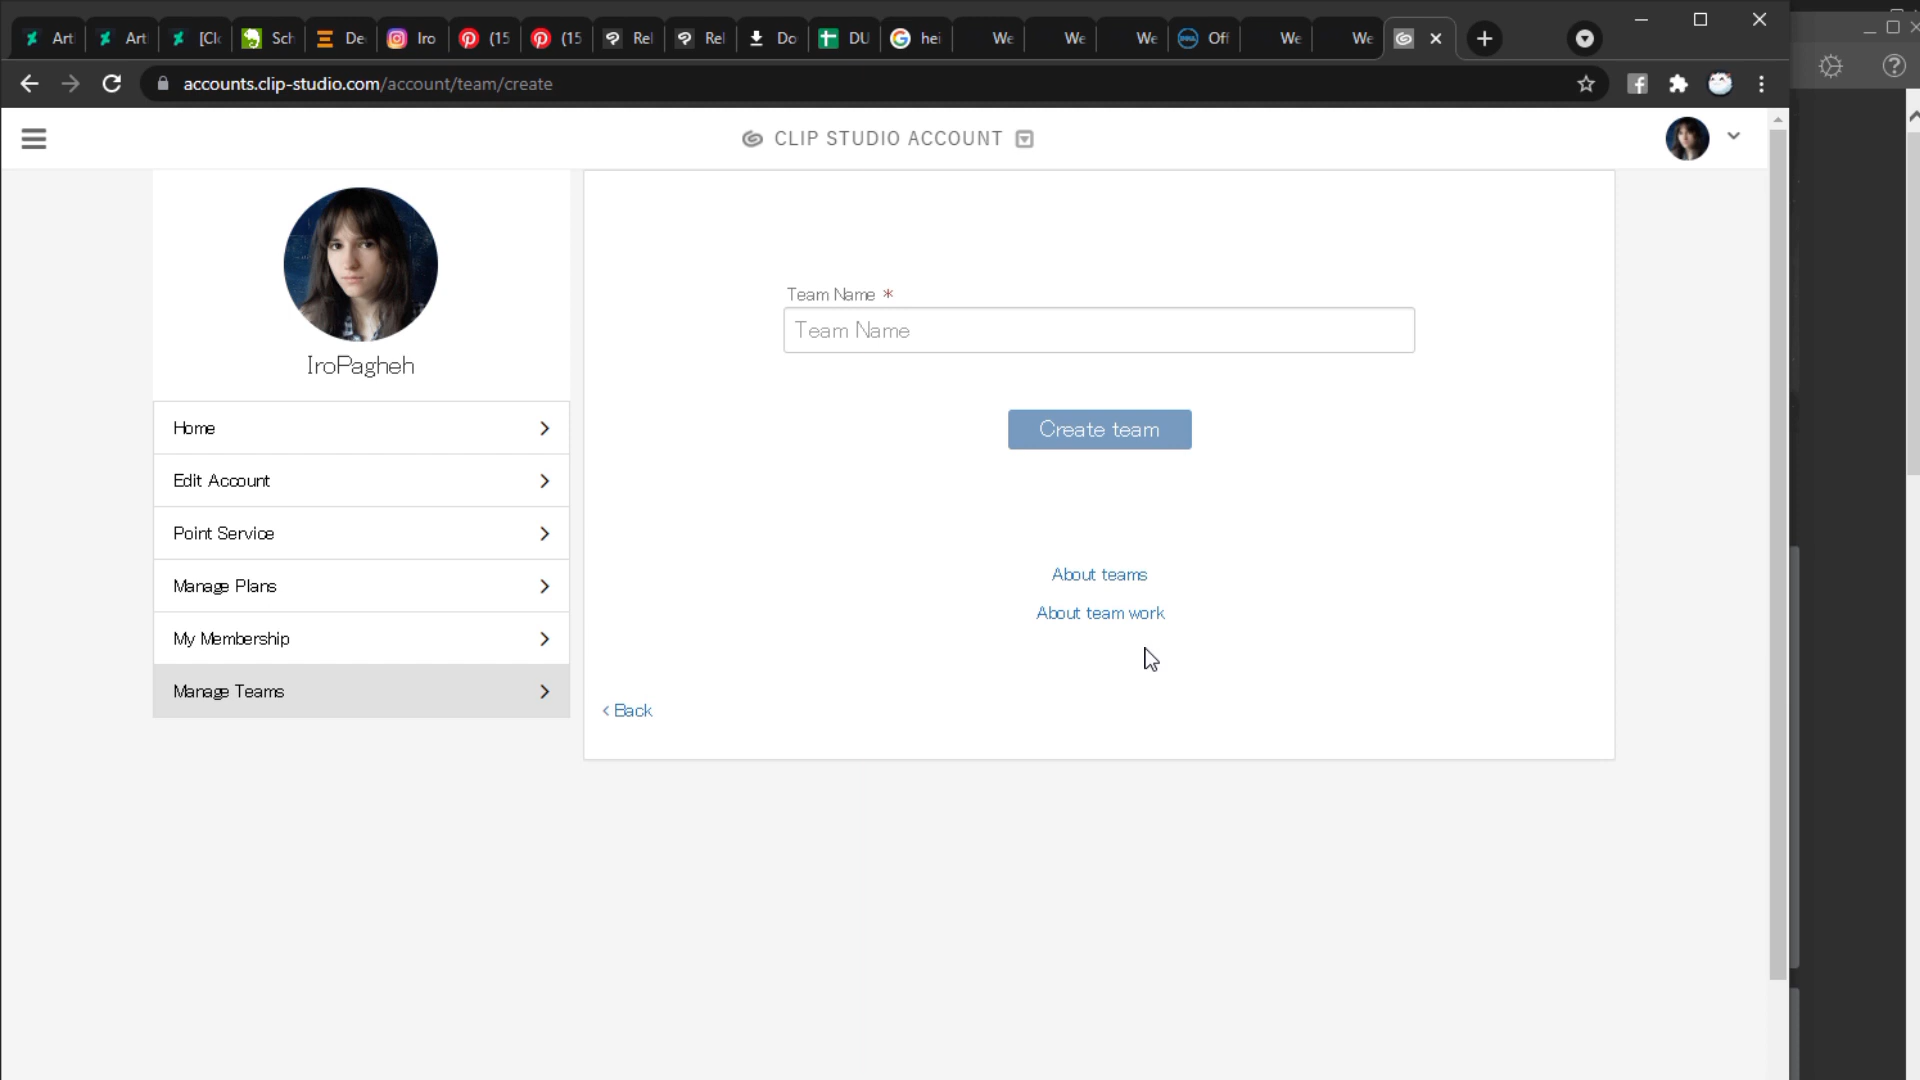 Art
Art
[Cl
Sch
De
Iro
(15
(15
Rel
Rel
Do
DU
hei
We
We
We
DELL
Off
We
We
accounts.clip-studio.com/account/team/create
CLIP STUDIO ACCOUNT
IroPagheh
Home
Edit Account
Point Service
Manage Plans
My Membership
Manage Teams
Team Name *
Team Name
Create team
About teams
About team work
< Back